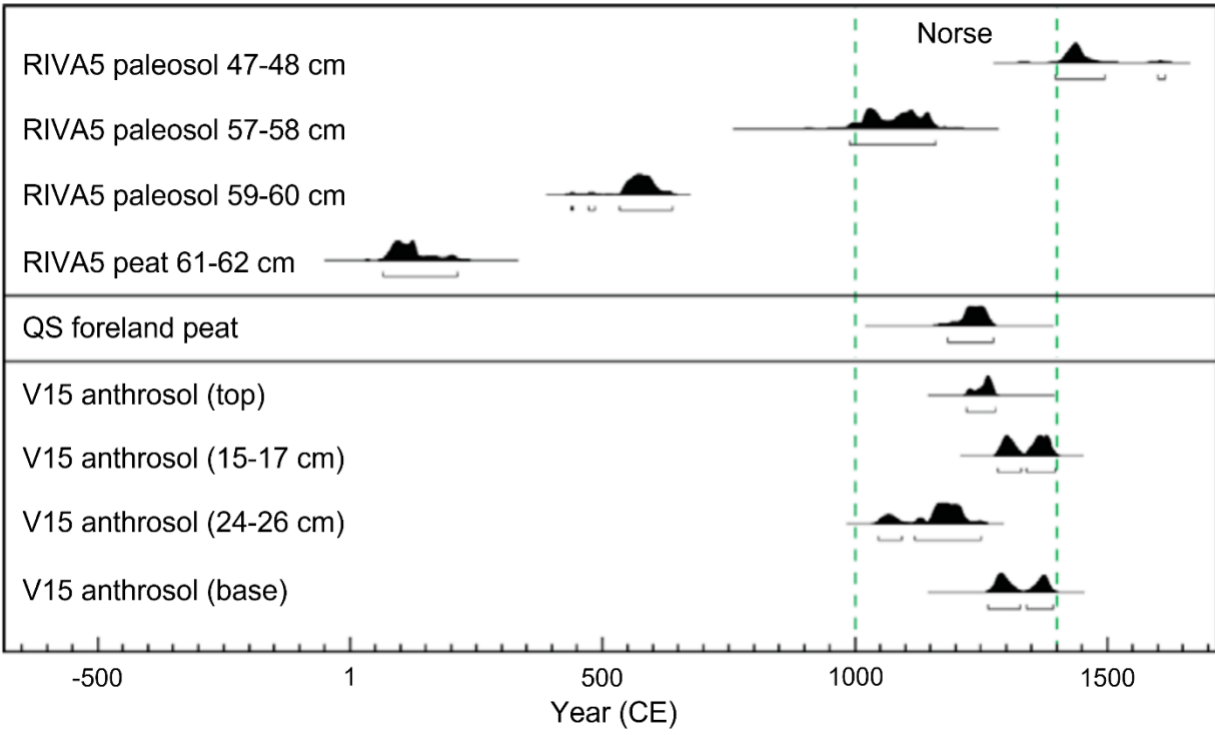 Norse
RIVA5 paleosol 47-48 cm
RIVA5 paleosol 57-58 cm
RIVA5 paleosol 59-60 cm
RIVA5 peat 61-62 cm
QS foreland peat
V15 anthrosol (top)
V15 anthrosol (15-17 cm)
V15 anthrosol (24-26 cm)
V15 anthrosol (base)
-500 1 500 1000 1500
Year (CE)